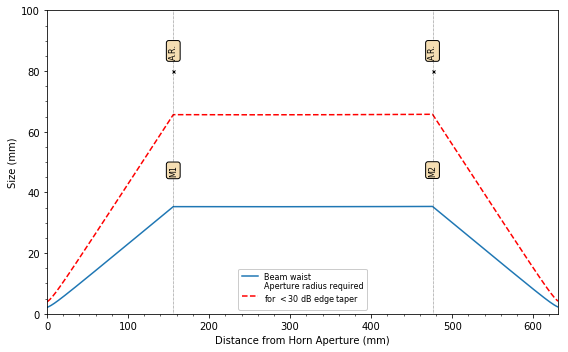 100
80
60
40
20
0
Size (mm)
A.R.
A.R.
M1
M2
Beam waist
Aperture radius required
for < 30 dB edge taper
0
100
200
300
400
500
600
Distance from Horn Aperture (mm)